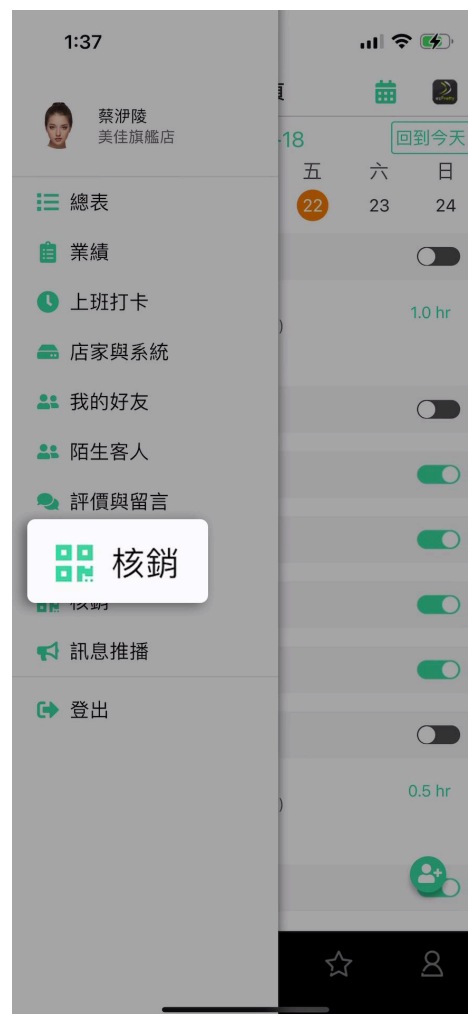 1:37
蔡沙陵
美佳旗艦店
-18
回到今天
五 六 日
22 23 24
總表
業績
上班打卡
1.0 hr
)
店家與系統
我的好友
陌生客人
評價與留言
核銷
核銷
訊息推播
登出
0.5 hr
)